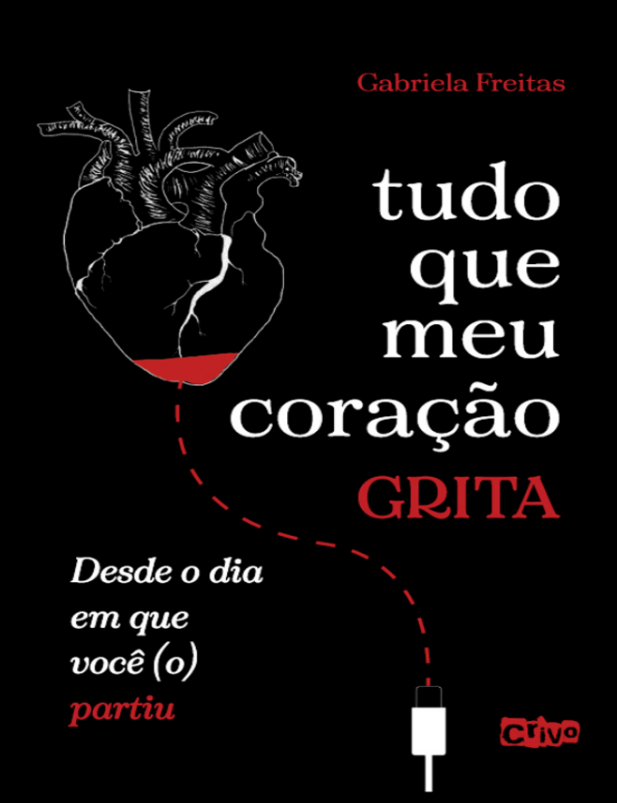 Gabriela Freitas
tudo
que
meu
coração
GRITA
Desde o dia
em que
você (o)
partiu
crivo